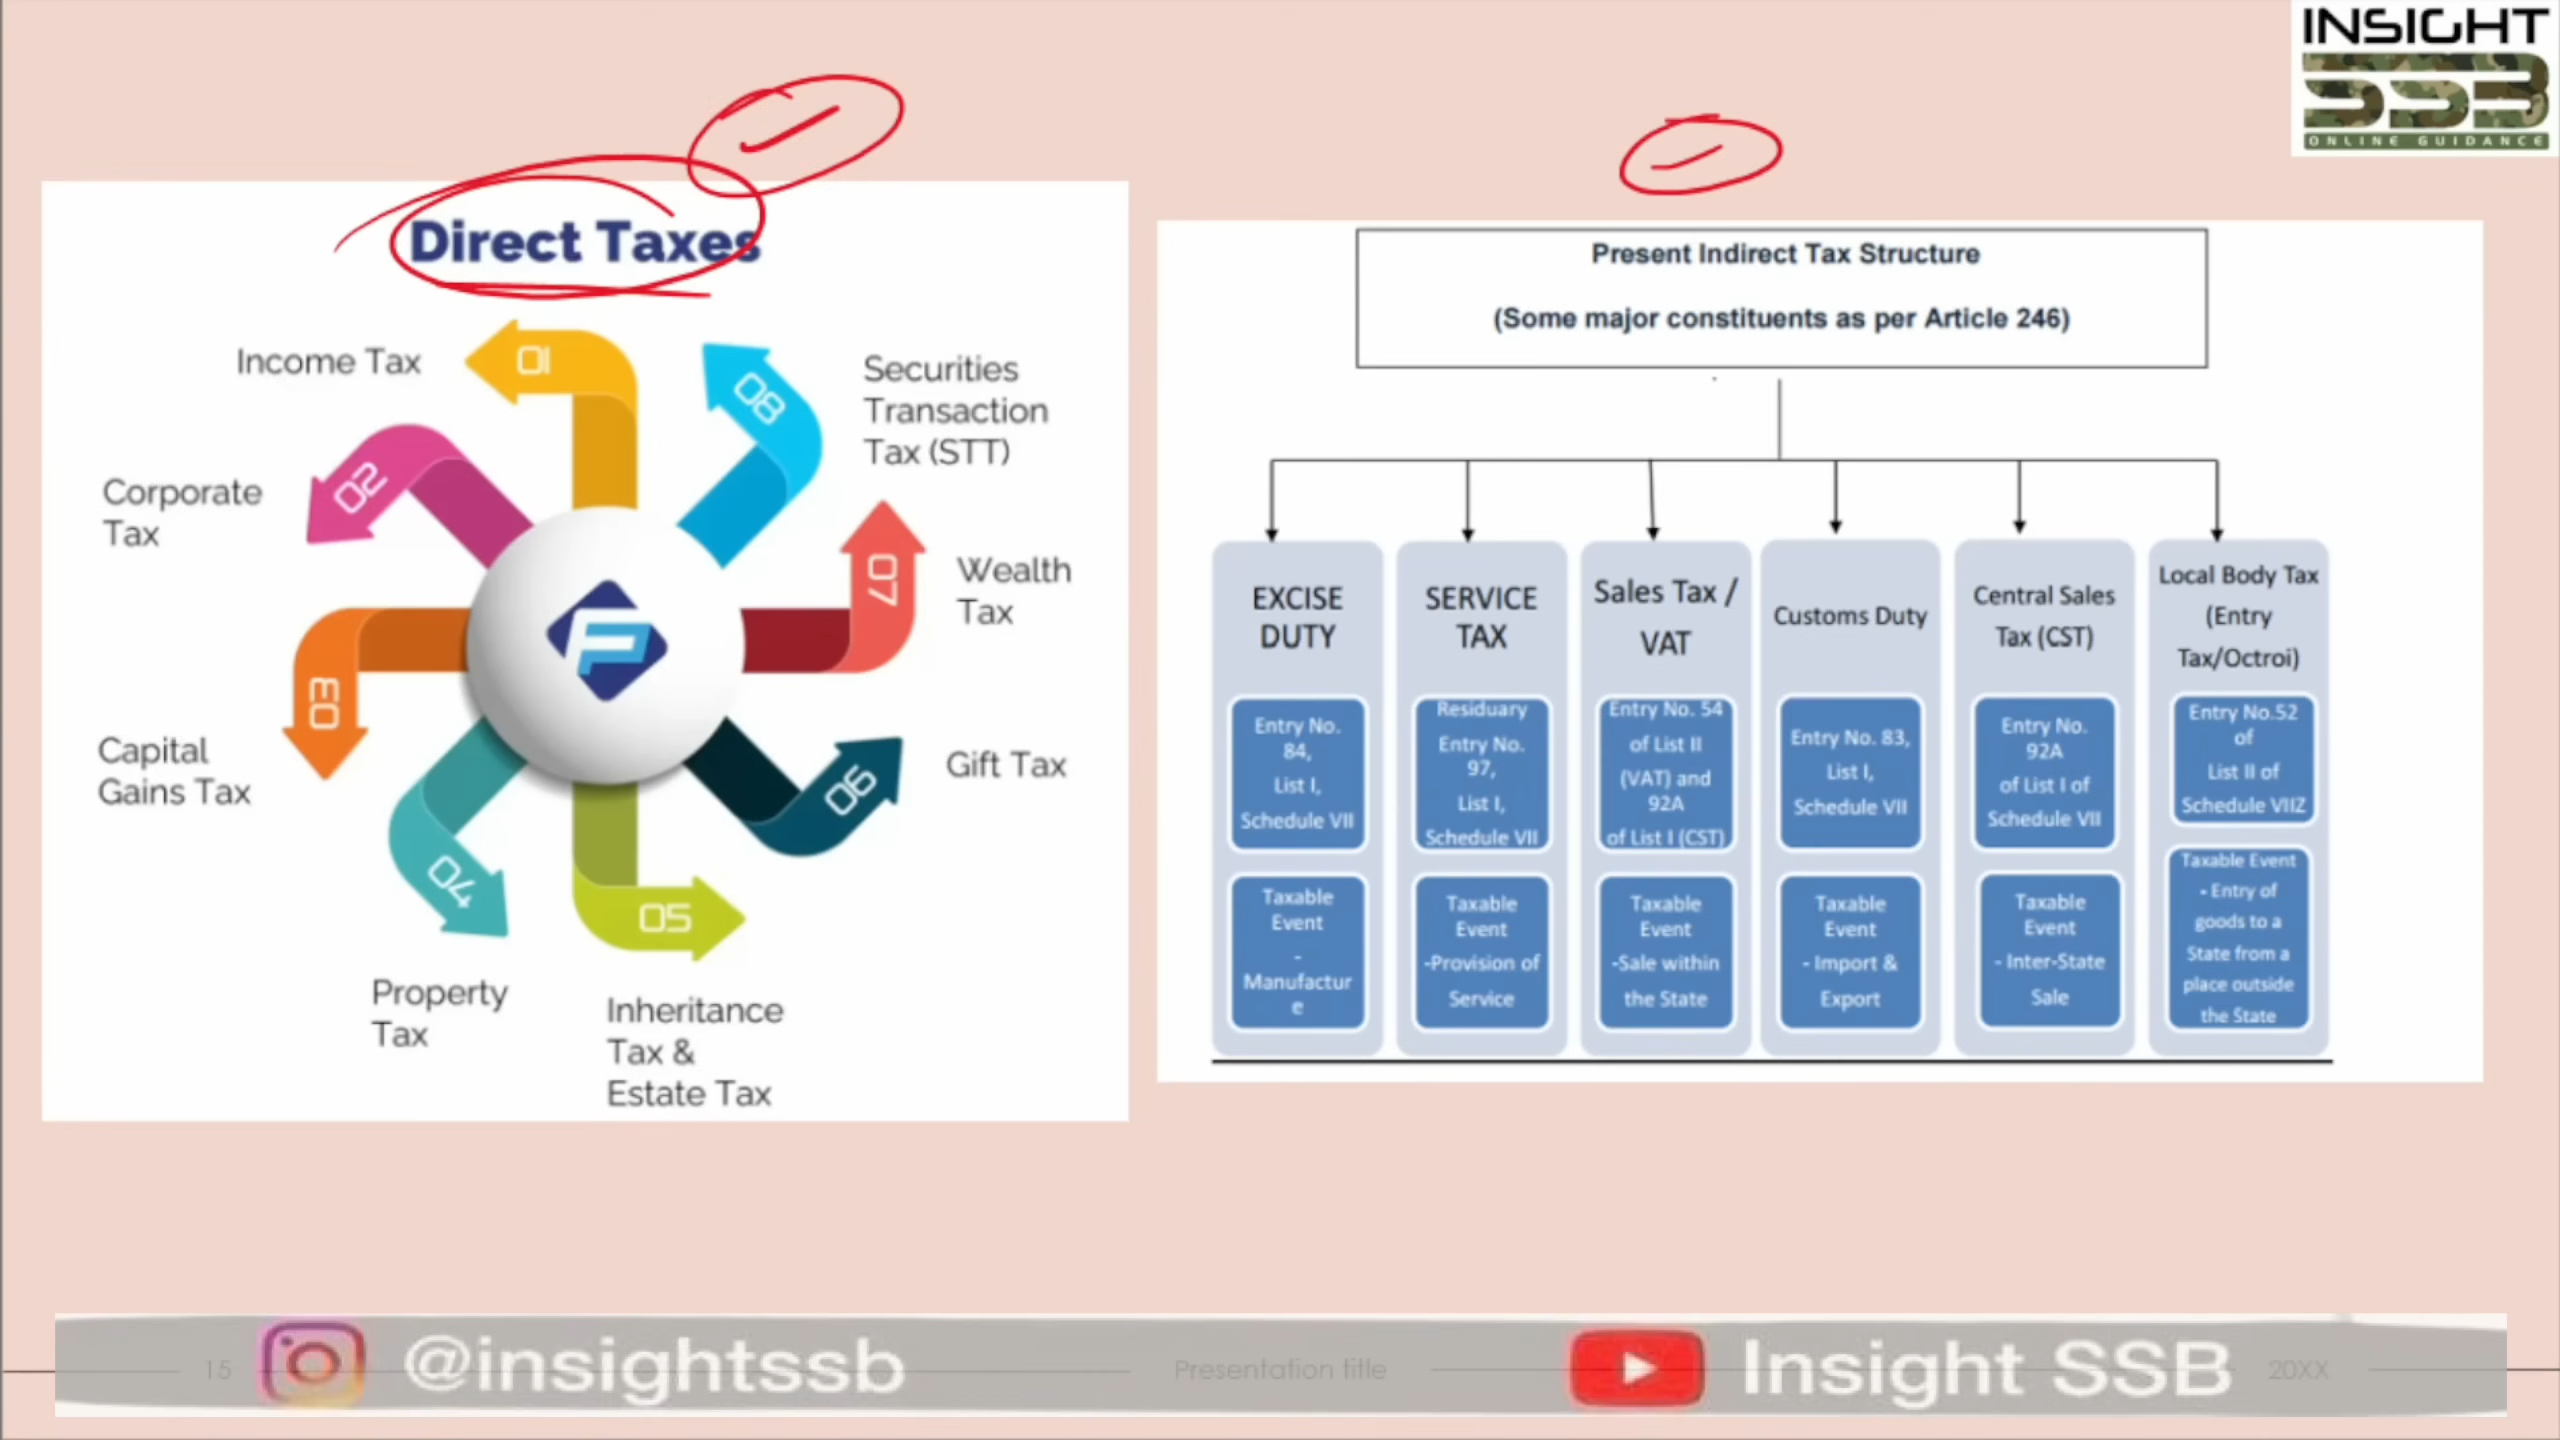 INSIGHT
SSB
ONLINE GUIDANCE
Direct Taxes
01
Income Tax
02
Corporate
Tax
03
Capital
Gains Tax
04
Property
Tax
05
Inheritance
Tax &
Estate Tax
06
Gift Tax
07
Wealth
Tax
08
Securities
Transaction
Tax (STT)
Present Indirect Tax Structure
(Some major constituents as per Article 246)
EXCISE
DUTY
Entry No.
84,
List I,
Schedule VII
Taxable
Event
-
Manufactur
e
SERVICE
TAX
Residuary
Entry No.
97,
List I,
Schedule VII
Taxable
Event
-Provision of
Service
Sales Tax /
VAT
Entry No. 54
of List II
(VAT) and
92A
of List I (CST)
Taxable
Event
-Sale within
the State
Customs Duty
Entry No. 83,
List I,
Schedule VII
Taxable
Event
- Import &
Export
Central Sales
Tax (CST)
Entry No.
92A
of List I of
Schedule VII
Taxable
Event
- Inter-State
Sale
Local Body Tax
(Entry
Tax/Octroi)
Entry No.52
of
List II of
Schedule VIIZ
Taxable Event
- Entry of
goods to a
State from a
place outside
the State
15
@insightssb
Presentation title
Insight SSB
20XX